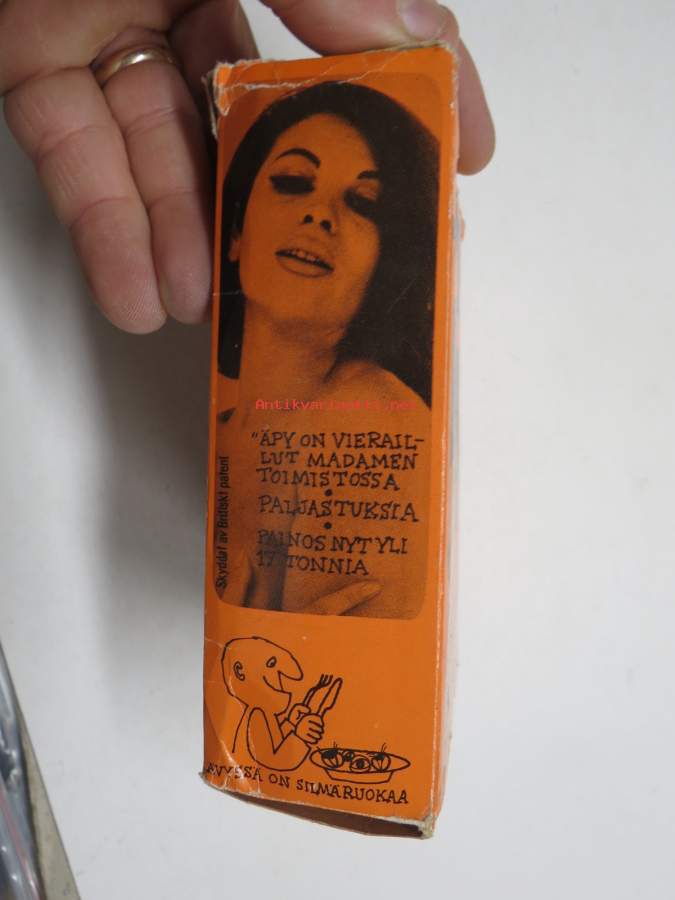 Antikvariaatti.net
"ÄPY ON VIERAIL-
LUT MADAMEN
TOIMISTOSSA
•
PALJASTUKSIA
•
PAINOS NYT YLI
17 TONNIA
Skyddat av Brittiskt patent
ÄVYSSÄ ON SILMÄRUOKAA